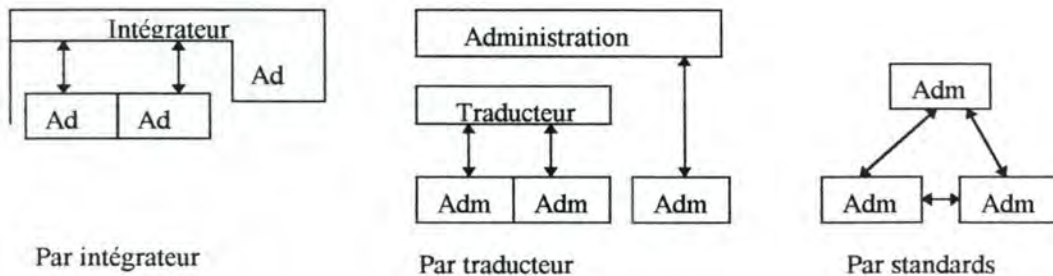 Intégrateur
Ad
Ad
Ad
Par intégrateur
Administration
Traducteur
Adm
Adm
Adm
Par traducteur
Adm
Adm
Adm
Par standards